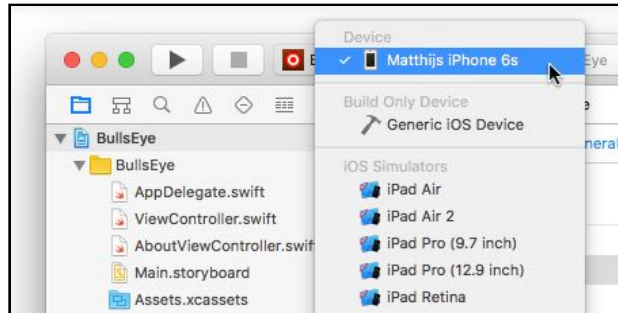 Device
Matthijs iPhone 6s
Eye
Build Only Device
Generic iOS Device
BullsEye
BullsEye
iOS Simulators
AppDelegate.swift
iPad Air
ViewController.swift
iPad Air 2
AboutViewController.swif
iPad Pro (9.7 inch)
Main.storyboard
iPad Pro (12.9 inch)
Assets.xcassets
iPad Retina